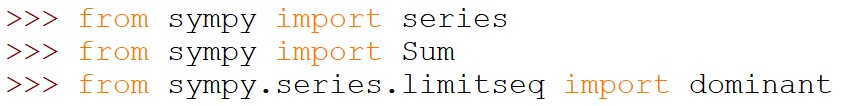 >>> from sympy import series
>>> from sympy import Sum
>>> from sympy.series.limitseq import dominant